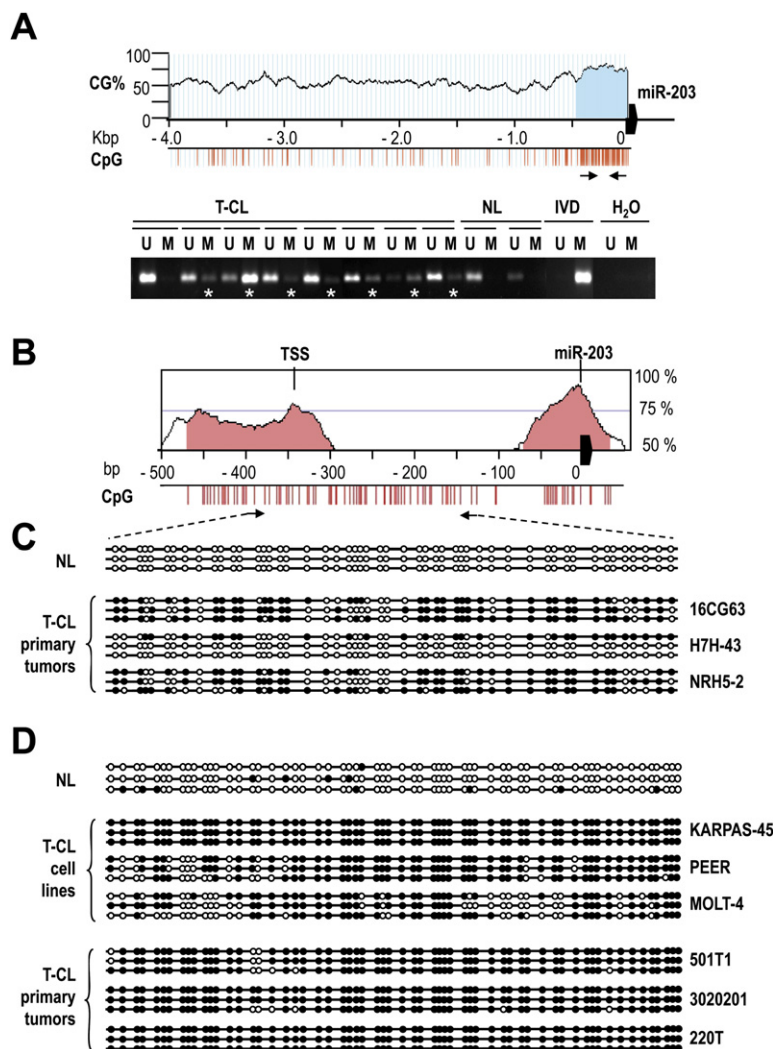 A
100
CG%
50
0
miR-203
Kbp
- 4.0
- 3.0
- 2.0
- 1.0
0
CpG
T-CL
NL
IVD
H₂O
U M U M U M U M U M U M U M U M U M U M U M U M
* * * * * * *
B
TSS
miR-203
100 %
75 %
50 %
bp
- 500
- 400
- 300
- 200
- 100
0
CpG
C
NL
T-CL
primary
tumors
16CG63
H7H-43
NRH5-2
D
NL
T-CL
cell
lines
KARPAS-45
PEER
MOLT-4
T-CL
primary
tumors
501T1
3020201
220T